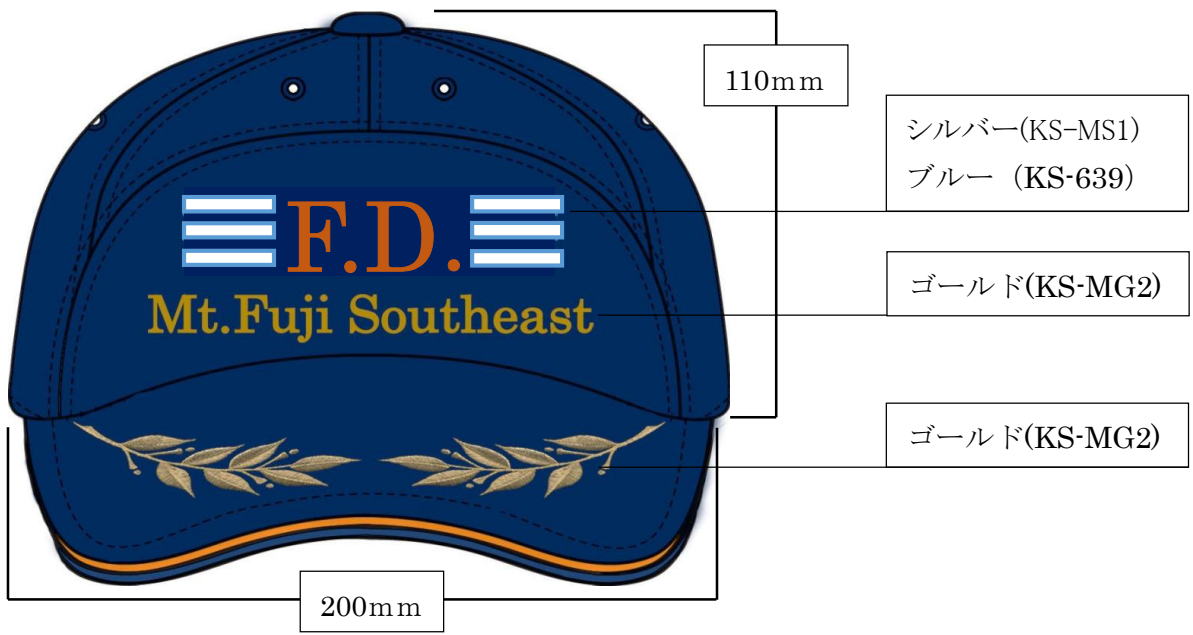 110mm
シルバー(KS-MS1)
ブルー（KS-639）
F.D.
ゴールド(KS-MG2)
Mt.Fuji Southeast
ゴールド(KS-MG2)
200mm